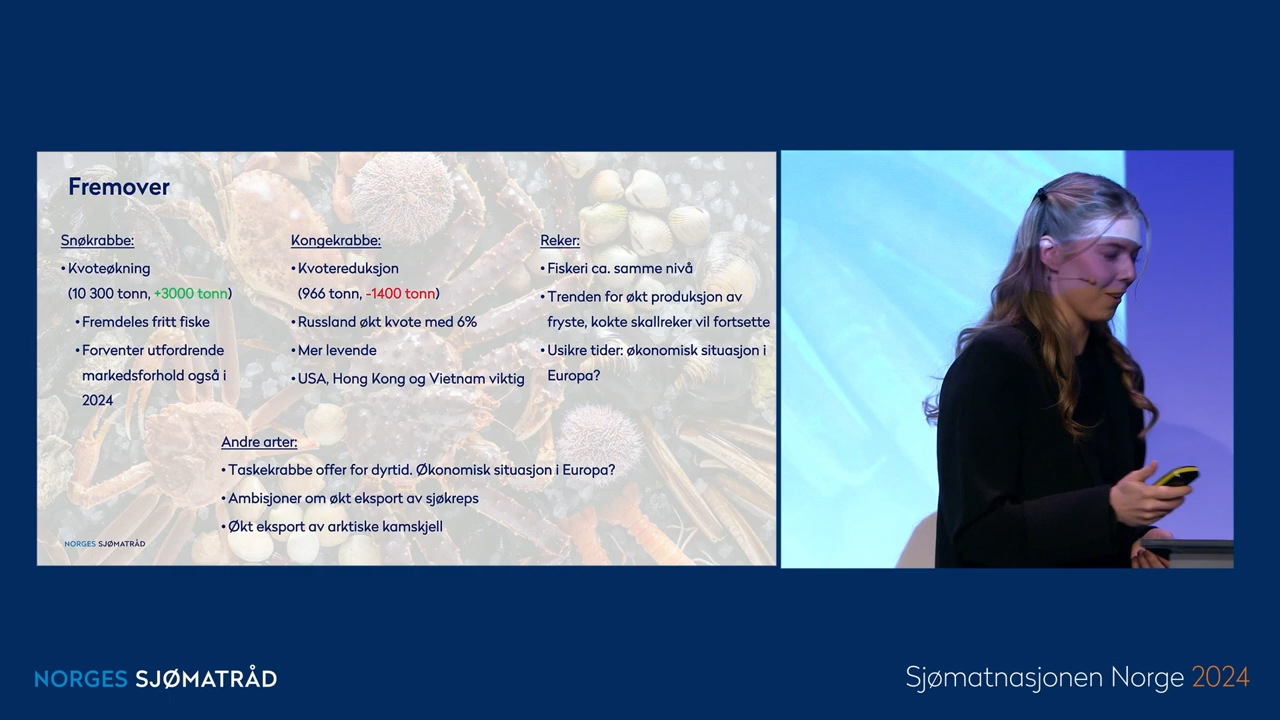 Fremover
Snøkrabbe:
• Kvoteøkning
(10 300 tonn, +3000 tonn)
• Fremdeles fritt fiske
• Forventer utfordrende
markedsforhold også i
2024
Kongekrabbe:
• Kvotereduksjon
(966 tonn, -1400 tonn)
• Russland økt kvote med 6%
• Mer levende
• USA, Hong Kong og Vietnam viktig
Reker:
• Fiskeri ca. samme nivå
• Trenden for økt produksjon av
fryste, kokte skallreker vil fortsette
• Usikre tider: økonomisk situasjon i
Europa?
Andre arter:
• Taskekrabbe offer for dyrtid. Økonomisk situasjon i Europa?
• Ambisjoner om økt eksport av sjøkreps
• Økt eksport av arktiske kamskjell
NORGES SJØMATRÅD
NORGES SJØMATRÅD
Sjømatnasjonen Norge 2024